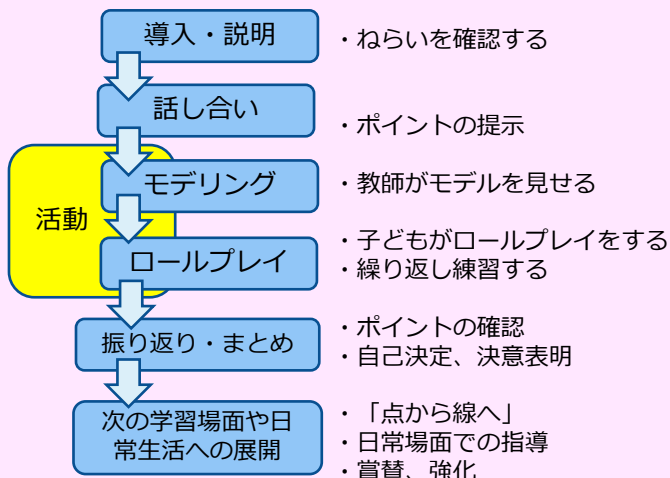 導入・説明
・ねらいを確認する
話し合い
・ポイントの提示
活動
モデリング
・教師がモデルを見せる
ロールプレイ
・子どもがロールプレイをする
・繰り返し練習する
振り返り・まとめ
・ポイントの確認
・自己決定、決意表明
次の学習場面や日
常生活への展開
・「点から線へ」
・日常場面での指導
・賞賛、強化